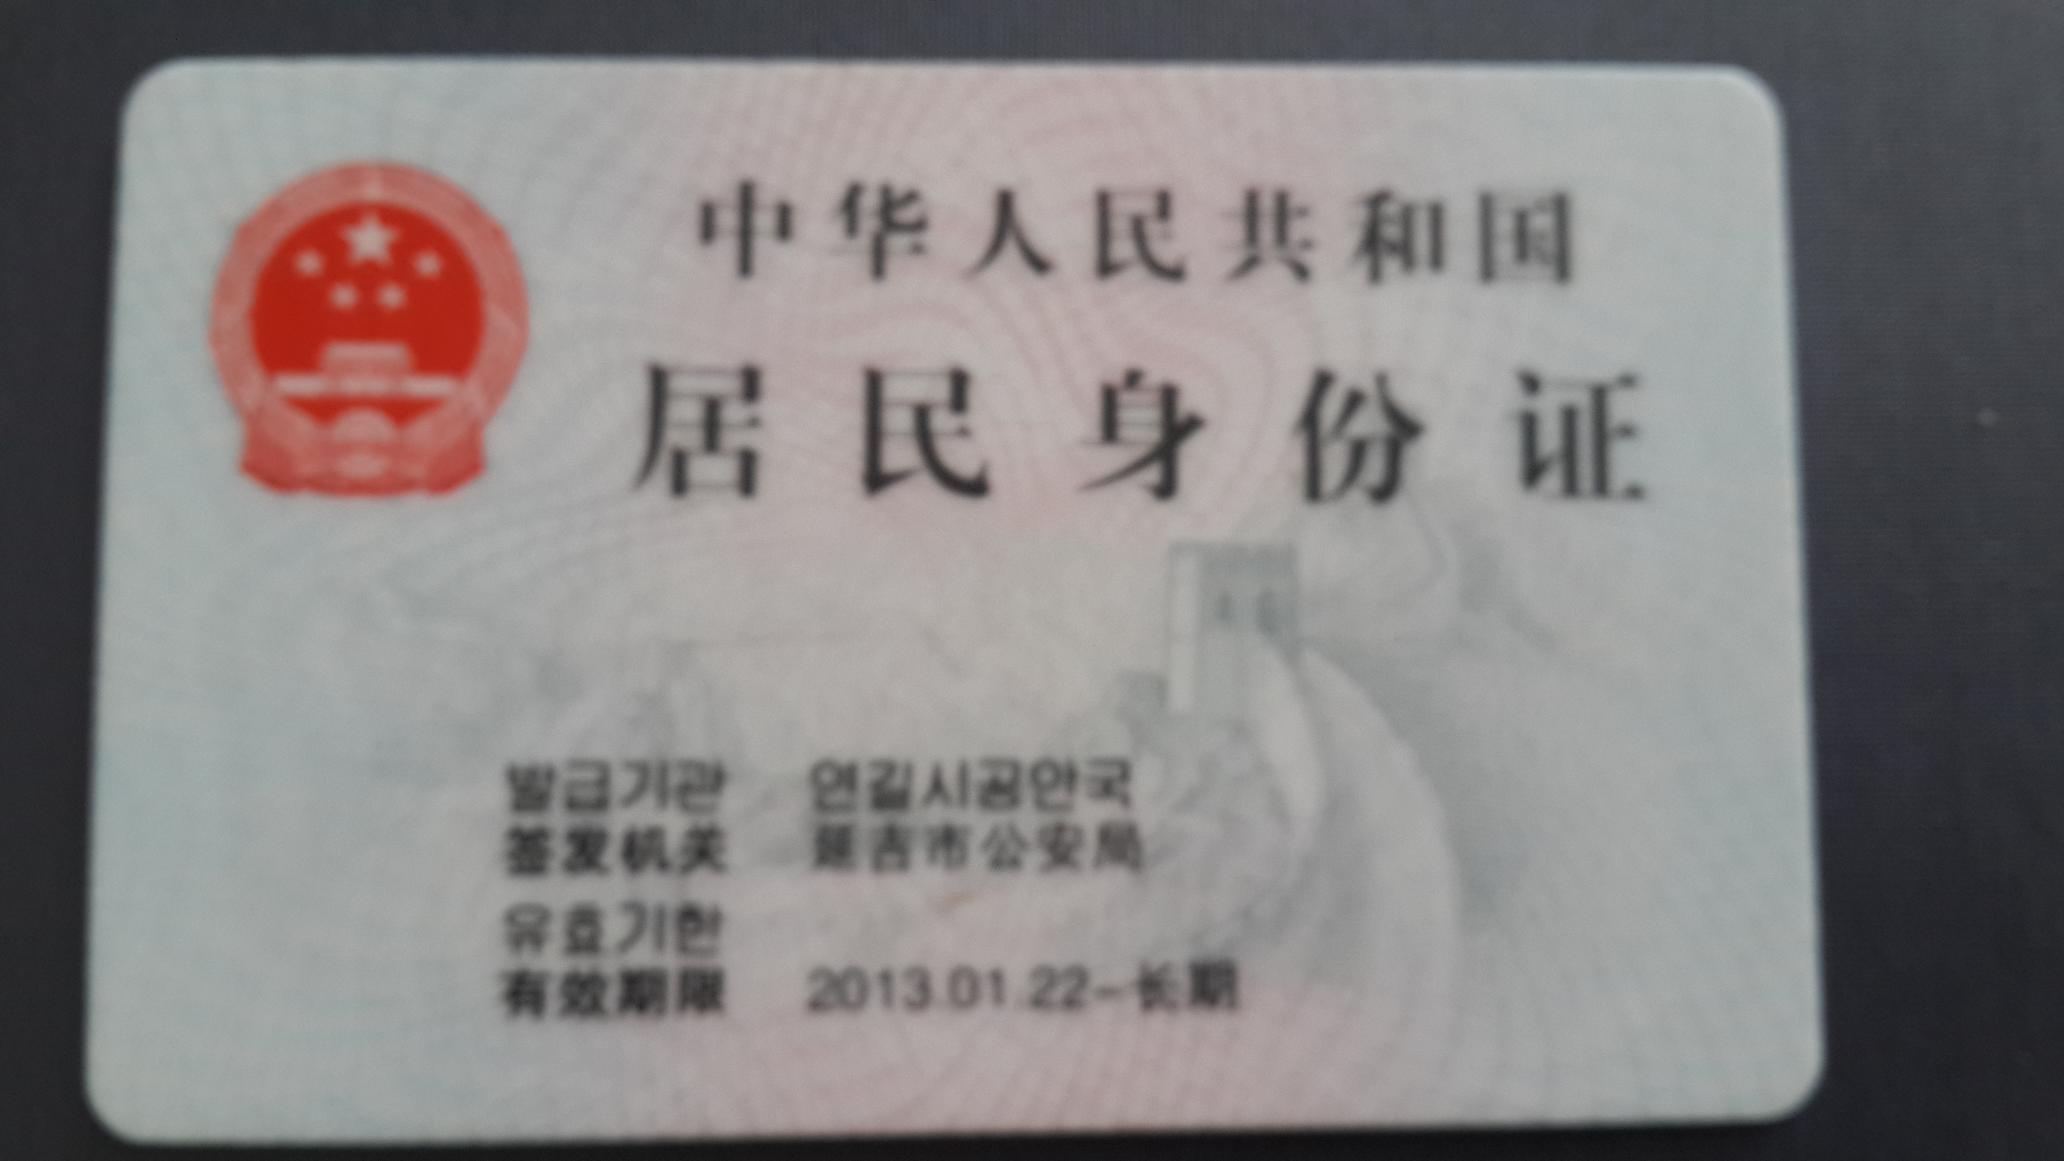 中华人民共和国
居民身份证
발급기관 연길시공안국
签发机关 延吉市公安局
유효기한
有效期限 2013.01.22-长期